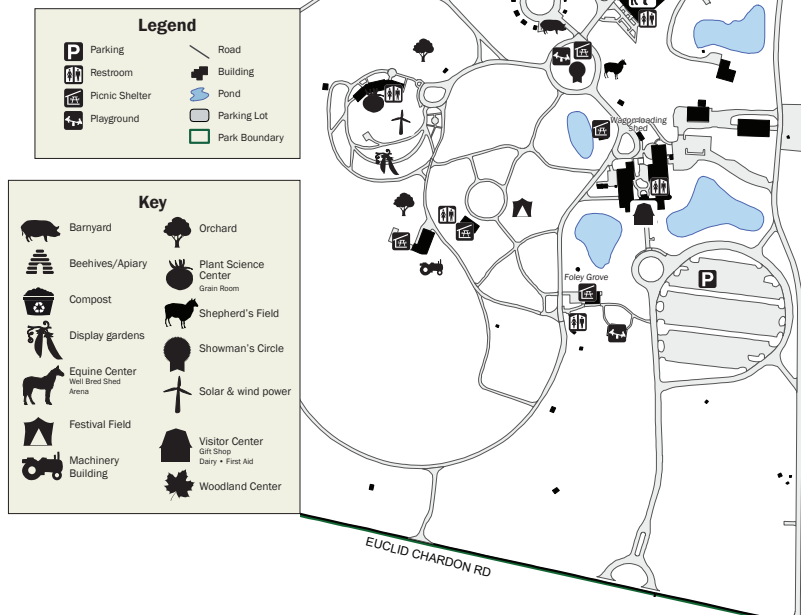 Legend
Parking
Restroom
Picnic Shelter
Playground
Road
Building
Pond
Parking Lot
Park Boundary
Key
Barnyard
Beehives/Apiary
Compost
Display gardens
Equine Center
Well Bred Shed
Arena
Festival Field
Machinery
Building
Orchard
Plant Science
Center
Grain Room
Shepherd's Field
Showman's Circle
Solar & wind power
Visitor Center
Gift Shop
Dairy • First Aid
Woodland Center
Wagon loading
shed
Foley Grove
P
P
EUCLID CHARDON RD